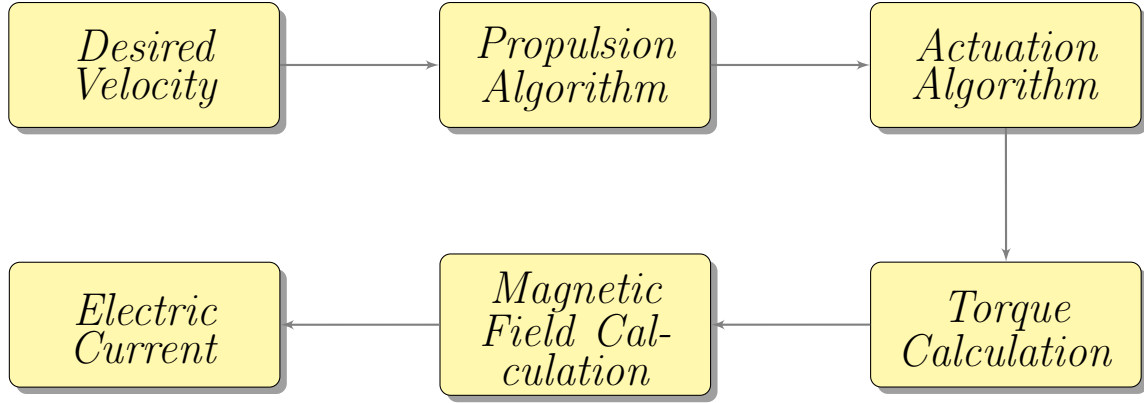 Desired
Velocity
Propulsion
Algorithm
Actuation
Algorithm
Electric
Current
Magnetic
Field Cal-
culation
Torque
Calculation